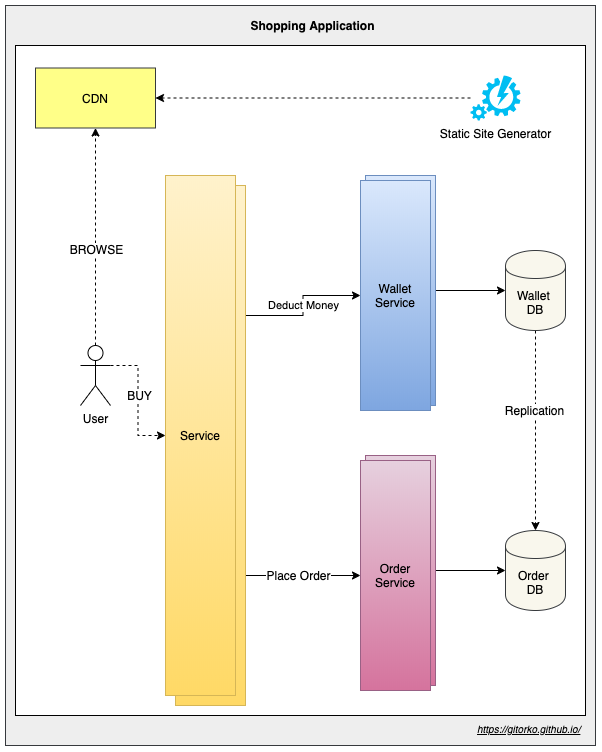 Shopping Application
CDN
Static Site Generator
BROWSE
Wallet
Service
Wallet
DB
Deduct Money
User
BUY
Replication
Service
Place Order
Order
Service
Order
DB
https://gitorko.github.io/